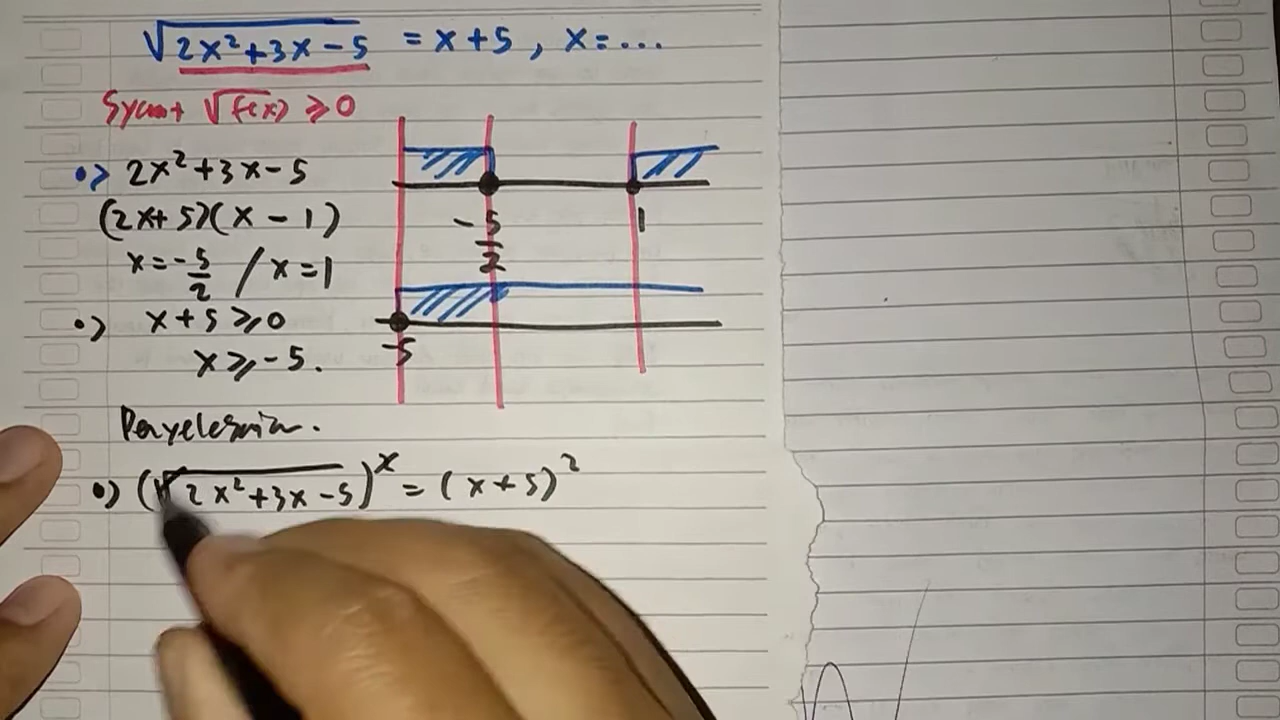 √(2x²+3x-5) = x+5 , x=...
Syarat √f(x) ≥ 0
•> 2x²+3x-5
(2x+5)(x-1)
x=-5/2 / x=1
•) x+5≥0
x≥-5.
-5/2
1
-5
Penyelesaian.
•) (√(2x²+3x-5))ˣ = (x+5)²